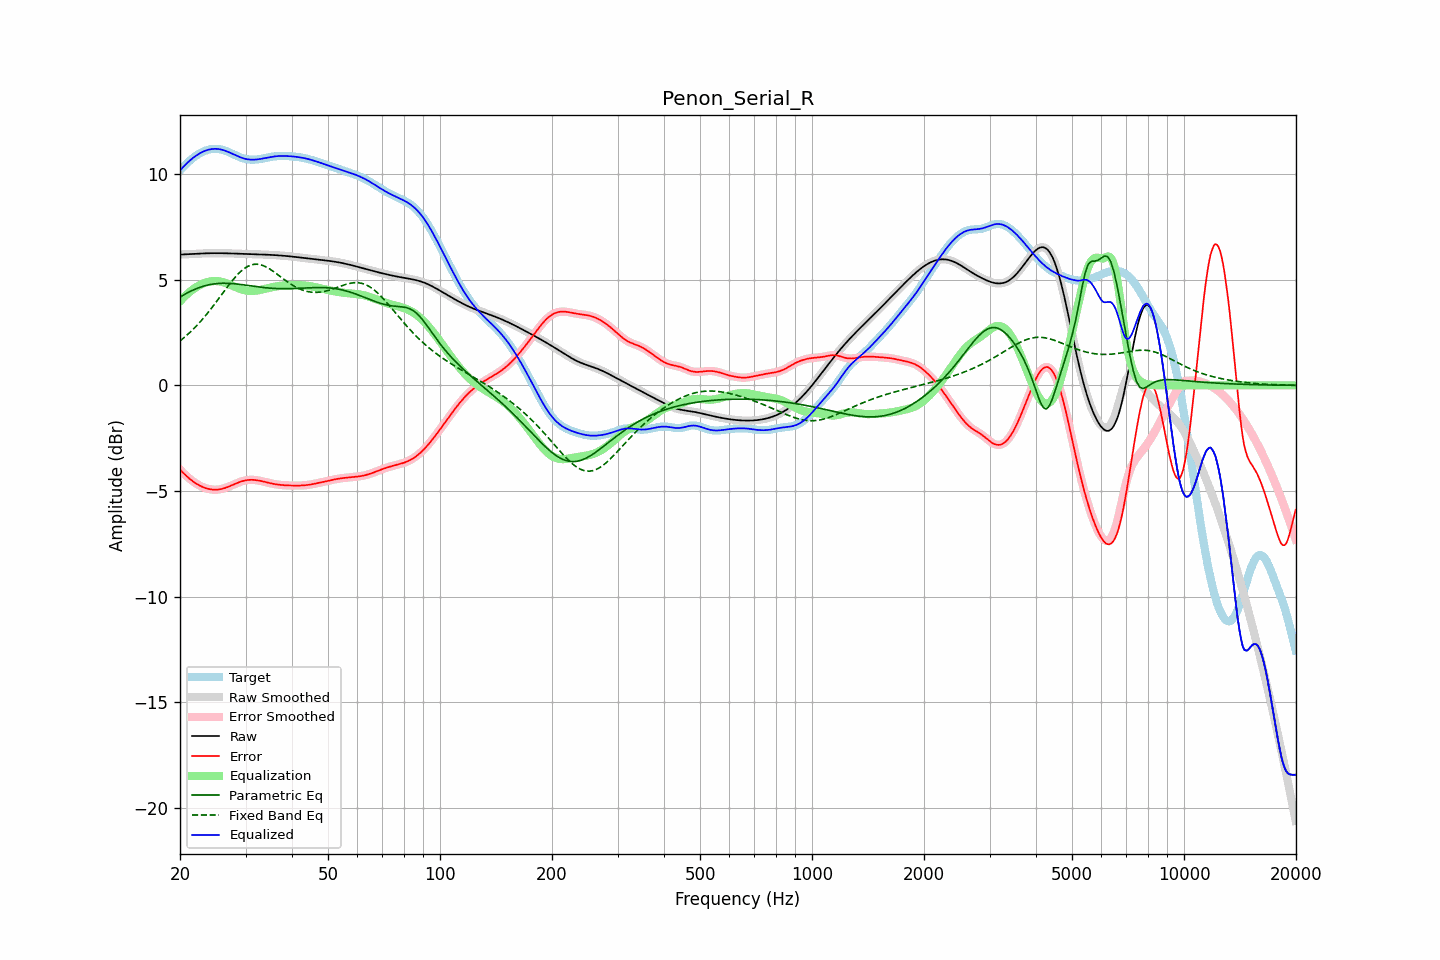 Penon_Serial_R
10
5
0
−5
−10
−15
−20
Amplitude (dBr)
Target
Raw Smoothed
Error Smoothed
Raw
Error
Equalization
Parametric Eq
Fixed Band Eq
Equalized
20 50 100 200 500 1000 2000 5000 10000 20000
Frequency (Hz)